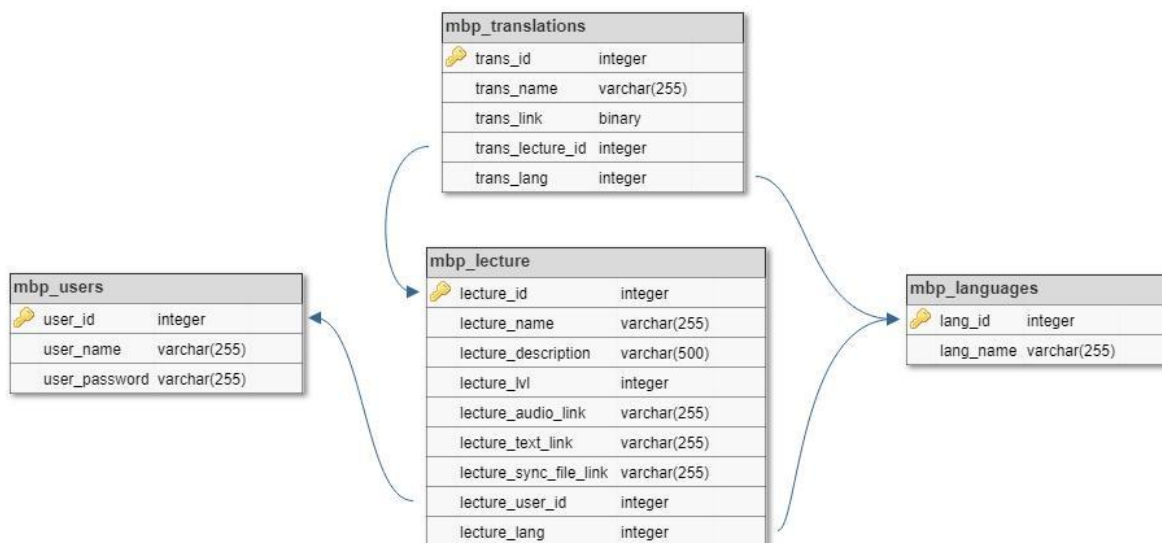 mbp_translations
trans_id integer
trans_name varchar(255)
trans_link binary
trans_lecture_id integer
trans_lang integer
mbp_lecture
lecture_id integer
lecture_name varchar(255)
lecture_description varchar(500)
lecture_lvl integer
lecture_audio_link varchar(255)
lecture_text_link varchar(255)
lecture_sync_file_link varchar(255)
lecture_user_id integer
lecture_lang integer
mbp_users
user_id integer
user_name varchar(255)
user_password varchar(255)
mbp_languages
lang_id integer
lang_name varchar(255)